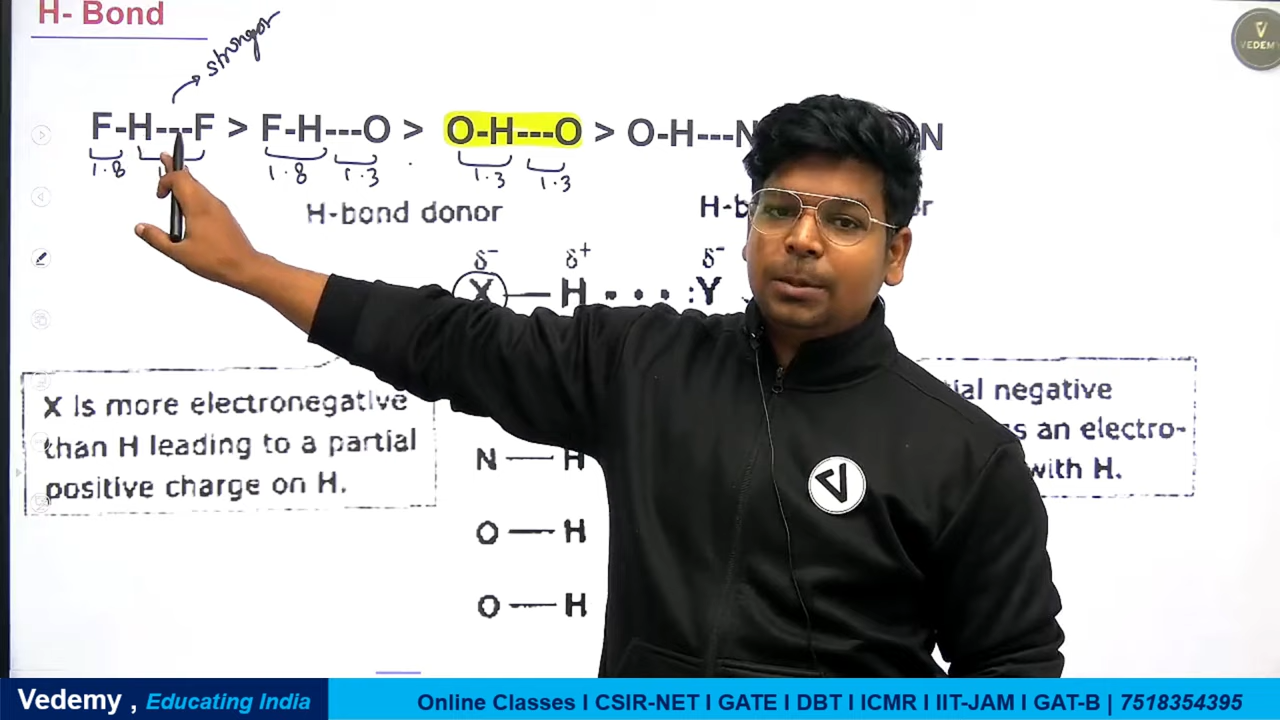 H- Bond
stronger
VEDEMY
F-H---F > F-H---O > O-H---O > O-H---N
N
1.8
1.8 1.3 1.3 1.3
H-bond donor
δ⁻ δ⁺ δ⁻
X — H • • • :Y
X Is more electronegative
than H leading to a partial
positive charge on H.
negative
an electro-
with H.
N — H
O — H
O — H
Vedemy , Educating India
Online Classes I CSIR-NET I GATE I DBT I ICMR I IIT-JAM I GAT-B | 7518354395